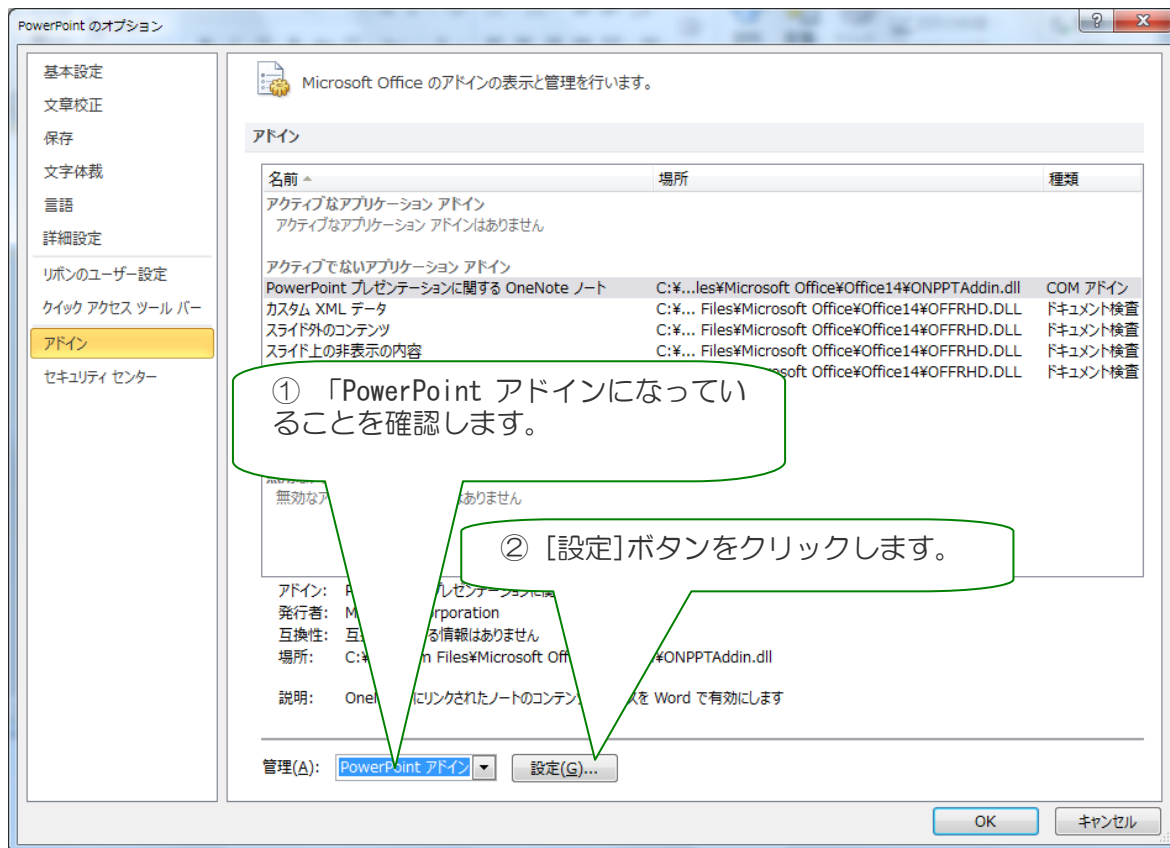 PowerPoint のオプション
基本設定
文章校正
保存
文字体裁
言語
詳細設定
リボンのユーザー設定
クイック アクセス ツール バー
アドイン
セキュリティ センター
Microsoft Office のアドインの表示と管理を行います。
アドイン
名前 場所 種類
アクティブなアプリケーション アドイン
アクティブなアプリケーション アドインはありません
アクティブでないアプリケーション アドイン
PowerPoint プレゼンテーションに関する OneNote ノート C:¥...les¥Microsoft Office¥Office14¥ONPPTAddin.dll COM アドイン
カスタム XML データ C:¥... Files¥Microsoft Office¥Office14¥OFFRHD.DLL ドキュメント検査
スライド外のコンテンツ C:¥... Files¥Microsoft Office¥Office14¥OFFRHD.DLL ドキュメント検査
スライド上の非表示の内容 C:¥... Files¥Microsoft Office¥Office14¥OFFRHD.DLL ドキュメント検査
Office¥Office14¥OFFRHD.DLL ドキュメント検査
① 「PowerPoint アドインになってい
ることを確認します。
無効なア はありません
② [設定]ボタンをクリックします。
アドイン:
発行者: rporation
互換性: 互 る情報はありません
場所: C:¥ m Files¥Microsoft Off ¥ONPPTAddin.dll
説明: One にリンクされたノートのコンテン スを Word で有効にします
管理(A): PowerPoint アドイン 設定(G)...
OK キャンセル